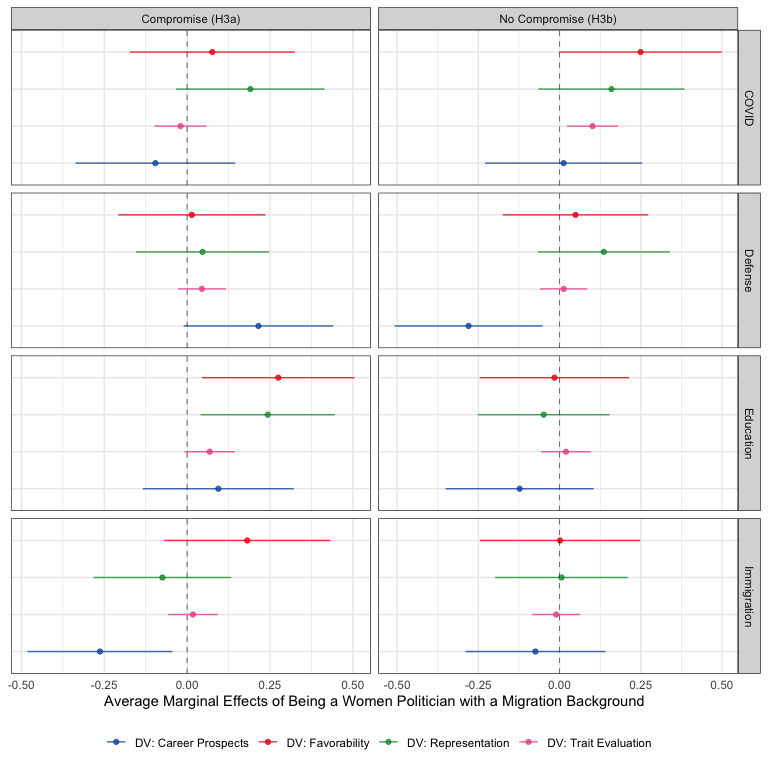 Compromise (H3a) No Compromise (H3b)
COVID
Defense
Education
Immigration
-0.50 -0.25 0.00 0.25 0.50 -0.50 -0.25 0.00 0.25 0.50
Average Marginal Effects of Being a Women Politician with a Migration Background
DV: Career Prospects DV: Favorability DV: Representation DV: Trait Evaluation